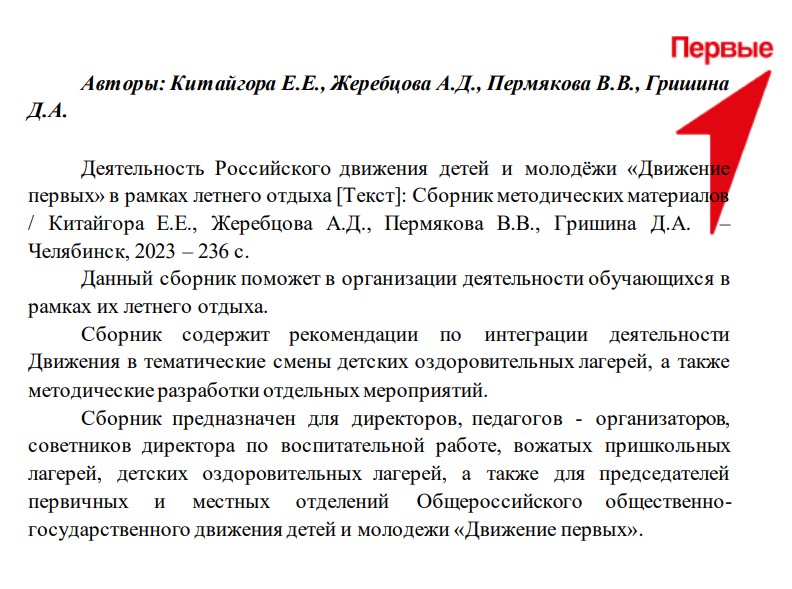 Первые
Авторы: Китайгора Е.Е., Жеребцова А.Д., Пермякова В.В., Гришина
Д.А.
Деятельность Российского движения детей и молодёжи «Движение
первых» в рамках летнего отдыха [Текст]: Сборник методических материалов
/ Китайгора Е.Е., Жеребцова А.Д., Пермякова В.В., Гришина Д.А. –
Челябинск, 2023 – 236 с.
Данный сборник поможет в организации деятельности обучающихся в
рамках их летнего отдыха.
Сборник содержит рекомендации по интеграции деятельности
Движения в тематические смены детских оздоровительных лагерей, а также
методические разработки отдельных мероприятий.
Сборник предназначен для директоров, педагогов - организаторов,
советников директора по воспитательной работе, вожатых пришкольных
лагерей, детских оздоровительных лагерей, а также для председателей
первичных и местных отделений Общероссийского общественно-
государственного движения детей и молодежи «Движение первых».